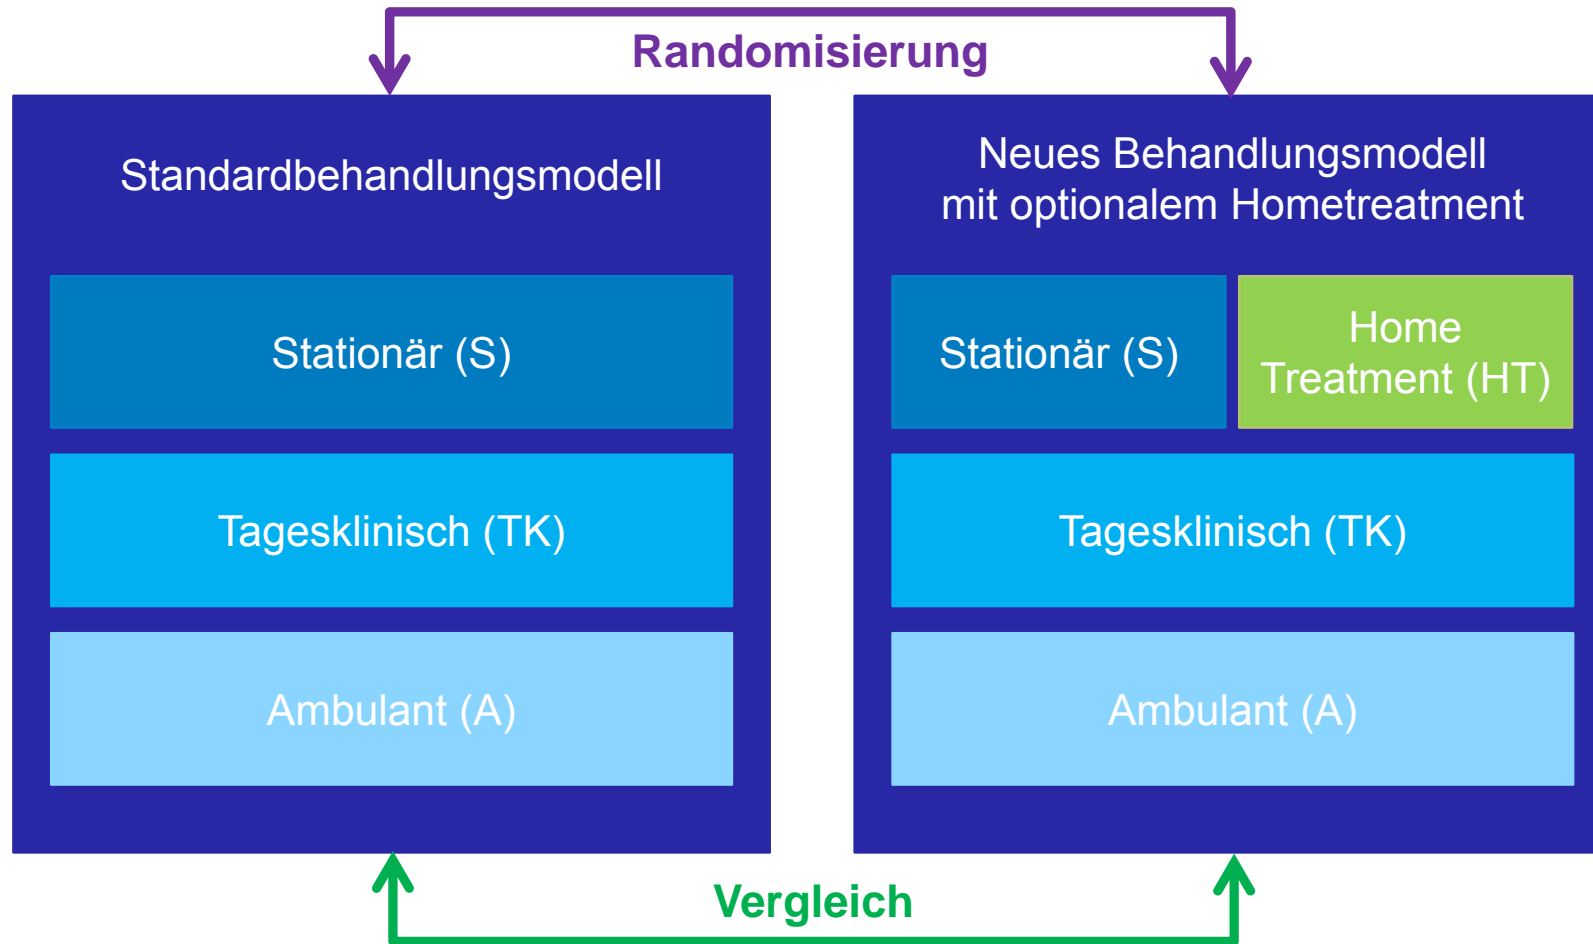 Randomisierung
Standardbehandlungsmodell
Stationär (S)
Tagesklinisch (TK)
Ambulant (A)
Neues Behandlungsmodell
mit optionalem Hometreatment
Stationär (S)
Home
Treatment (HT)
Tagesklinisch (TK)
Ambulant (A)
Vergleich